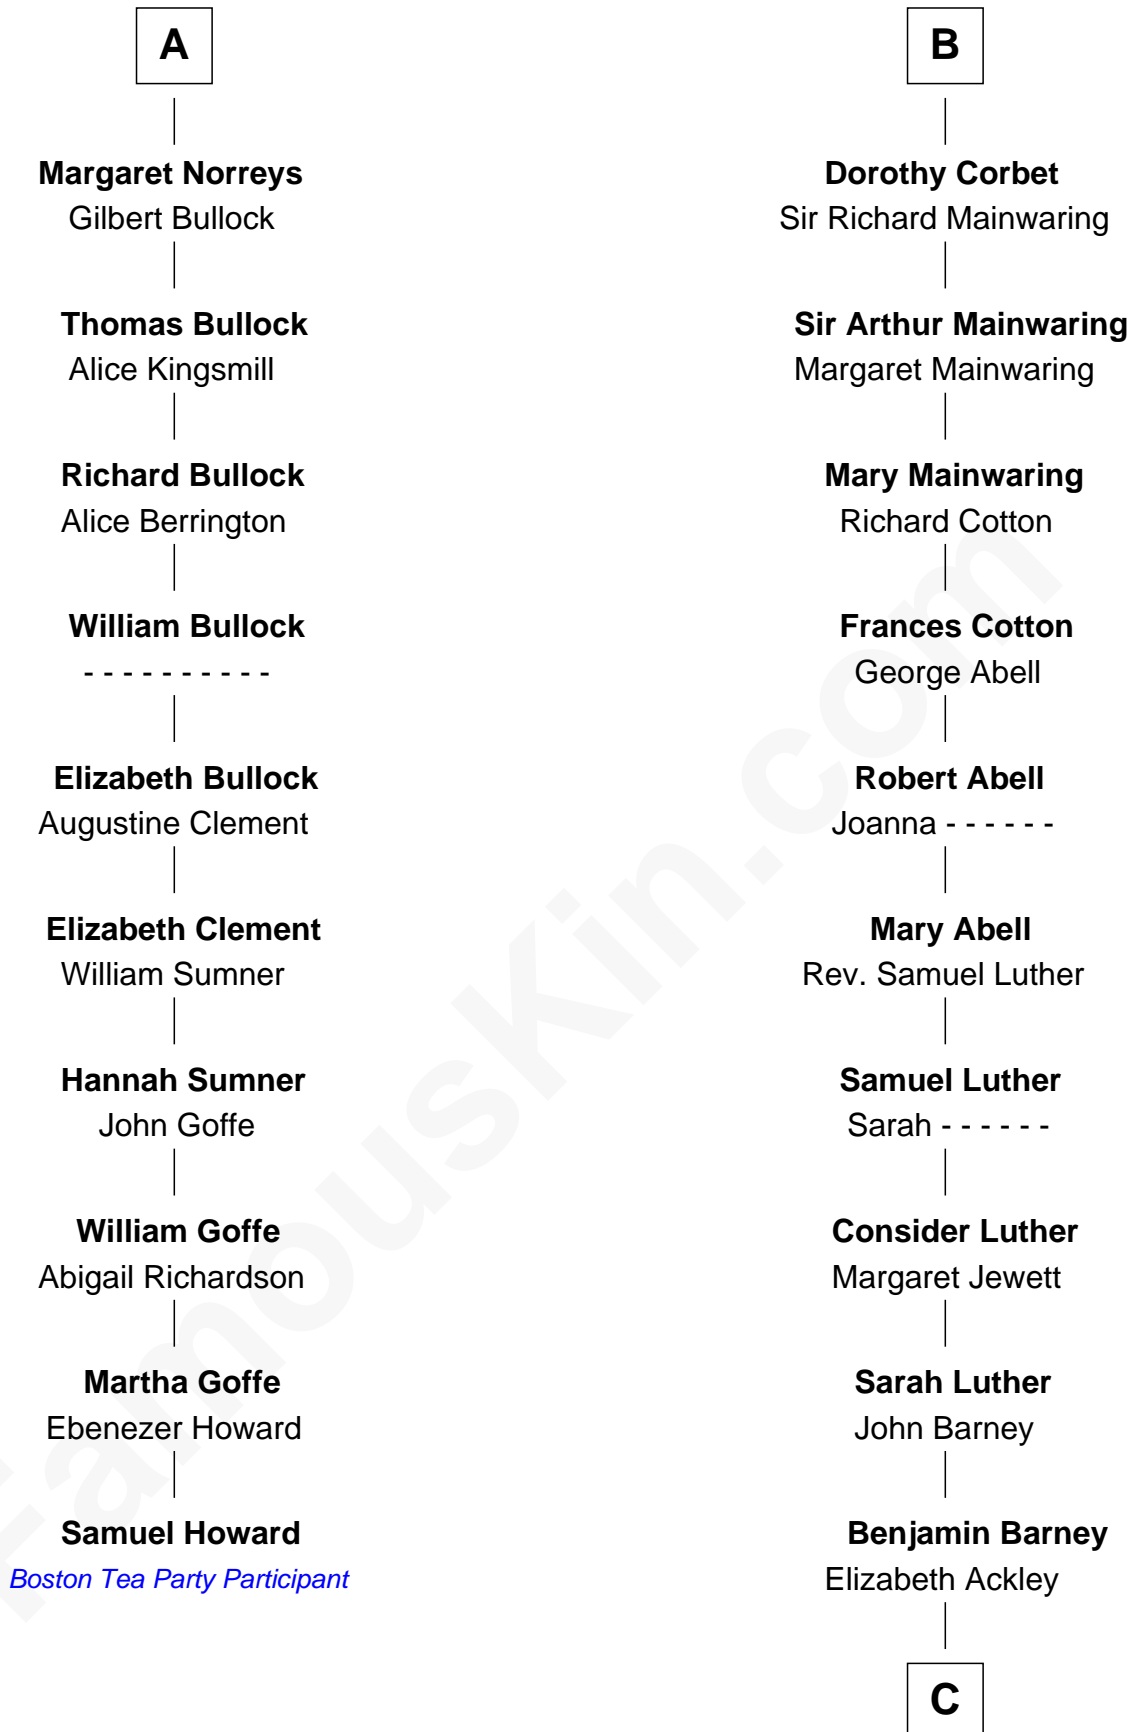 A
Margaret Norreys
Gilbert Bullock
Thomas Bullock
Alice Kingsmill
Richard Bullock
Alice Berrington
William Bullock
- - - - - - - - - -
Elizabeth Bullock
Augustine Clement
Elizabeth Clement
William Sumner
Hannah Sumner
John Goffe
William Goffe
Abigail Richardson
Martha Goffe
Ebenezer Howard
Samuel Howard
Boston Tea Party Participant
B
Dorothy Corbet
Sir Richard Mainwaring
Sir Arthur Mainwaring
Margaret Mainwaring
Mary Mainwaring
Richard Cotton
Frances Cotton
George Abell
Robert Abell
Joanna - - - - - -
Mary Abell
Rev. Samuel Luther
Samuel Luther
Sarah - - - - - -
Consider Luther
Margaret Jewett
Sarah Luther
John Barney
Benjamin Barney
Elizabeth Ackley
C
FamousKin.com